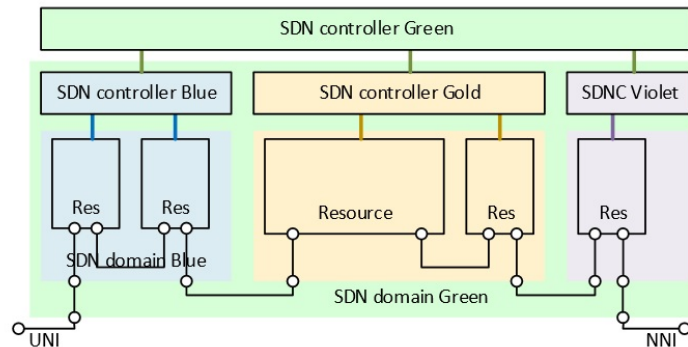 SDN controller Green
SDN controller Blue
SDN controller Gold
SDNC Violet
Res
Res
Resource
Res
Res
SDN domain Blue
SDN domain Green
UNI
NNI